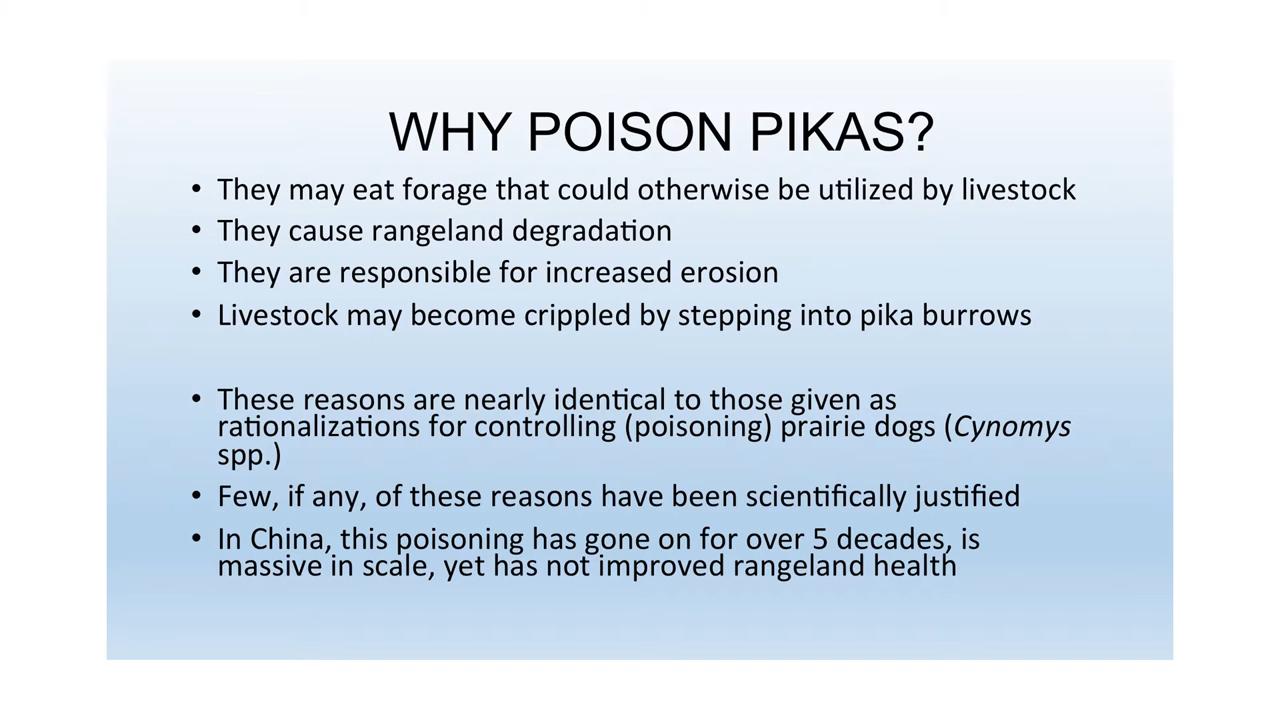 WHY POISON PIKAS?
• They may eat forage that could otherwise be utilized by livestock
• They cause rangeland degradation
• They are responsible for increased erosion
• Livestock may become crippled by stepping into pika burrows
• These reasons are nearly identical to those given as
rationalizations for controlling (poisoning) prairie dogs (Cynomys
spp.)
• Few, if any, of these reasons have been scientifically justified
• In China, this poisoning has gone on for over 5 decades, is
massive in scale, yet has not improved rangeland health